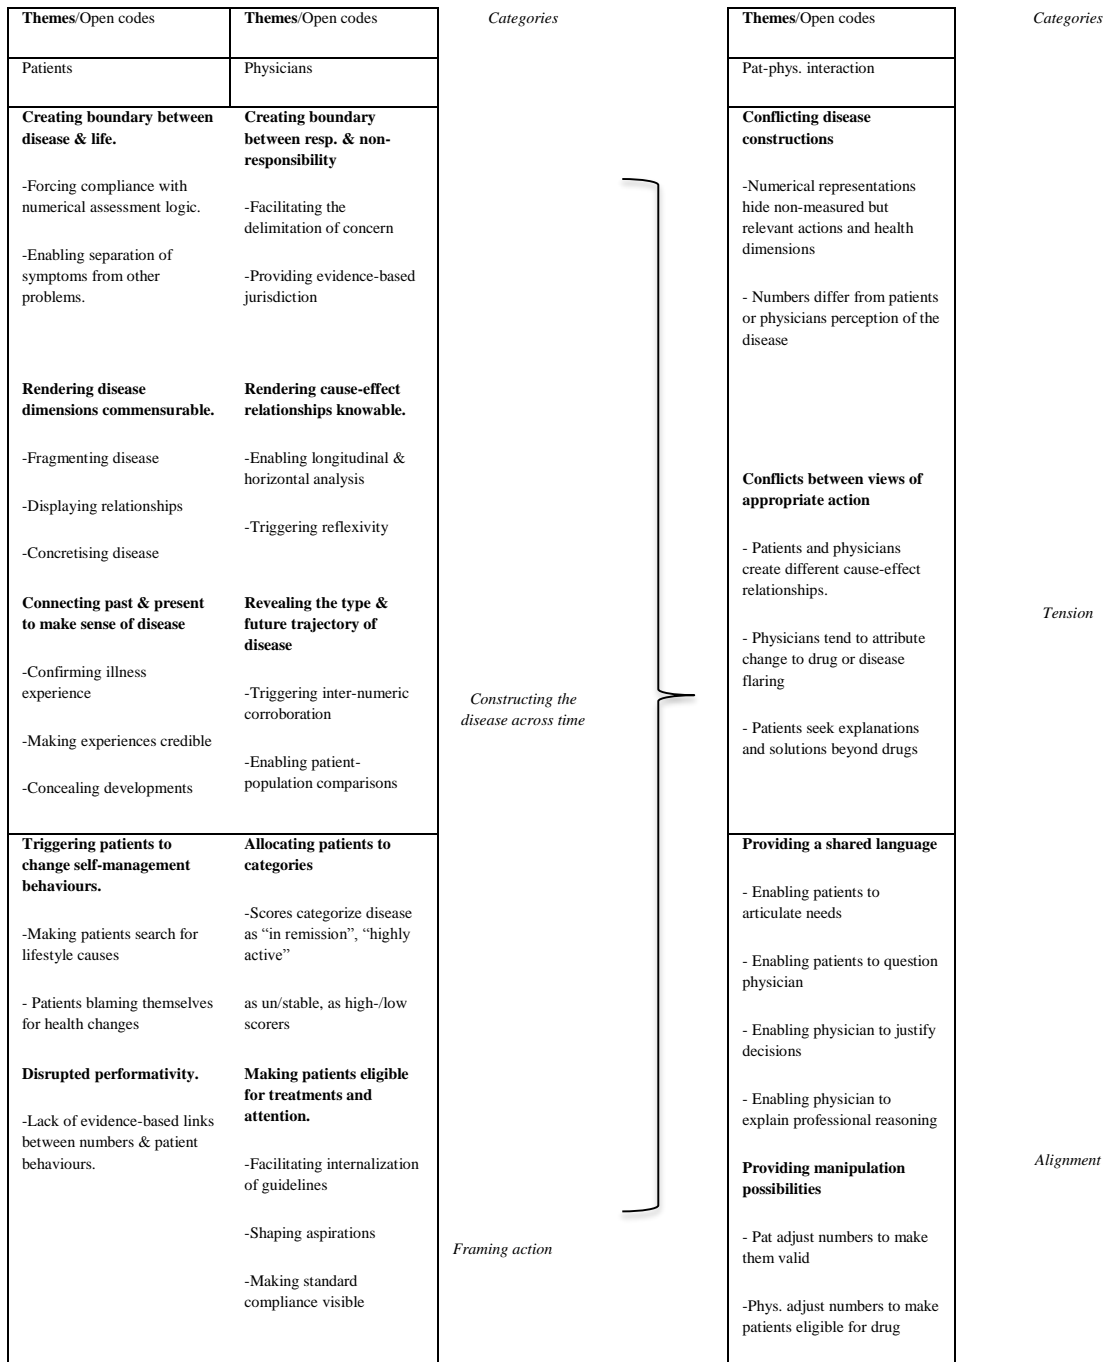 Themes/Open codes
Themes/Open codes
Categories
Themes/Open codes
Categories
Patients
Physicians
Pat-phys. interaction
Creating boundary between
disease & life.
-Forcing compliance with
numerical assessment logic.
-Enabling separation of
symptoms from other
problems.
Rendering disease
dimensions commensurable.
-Fragmenting disease
-Displaying relationships
-Concretising disease
Connecting past & present
to make sense of disease
-Confirming illness
experience
-Making experiences credible
-Concealing developments
Creating boundary
between resp. & non-
responsibility
-Facilitating the
delimitation of concern
-Providing evidence-based
jurisdiction
Rendering cause-effect
relationships knowable.
-Enabling longitudinal &
horizontal analysis
-Triggering reflexivity
Revealing the type &
future trajectory of
disease
-Triggering inter-numeric
corroboration
-Enabling patient-
population comparisons
Constructing the
disease across time
Triggering patients to
change self-management
behaviours.
-Making patients search for
lifestyle causes
- Patients blaming themselves
for health changes
Disrupted performativity.
-Lack of evidence-based links
between numbers & patient
behaviours.
Allocating patients to
categories
-Scores categorize disease
as “in remission”, “highly
active”
as un/stable, as high-/low
scorers
Making patients eligible
for treatments and
attention.
-Facilitating internalization
of guidelines
-Shaping aspirations
-Making standard
compliance visible
Framing action
Conflicting disease
constructions
-Numerical representations
hide non-measured but
relevant actions and health
dimensions
- Numbers differ from patients
or physicians perception of the
disease
Conflicts between views of
appropriate action
- Patients and physicians
create different cause-effect
relationships.
- Physicians tend to attribute
change to drug or disease
flaring
- Patients seek explanations
and solutions beyond drugs
Tension
Providing a shared language
- Enabling patients to
articulate needs
- Enabling patients to question
physician
- Enabling physician to justify
decisions
- Enabling physician to
explain professional reasoning
Providing manipulation
possibilities
- Pat adjust numbers to make
them valid
-Phys. adjust numbers to make
patients eligible for drug
Alignment